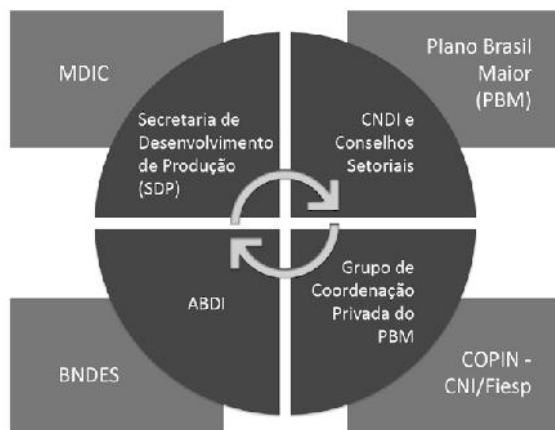 MDIC
Plano Brasil
Maior
(PBM)
Secretaria de
Desenvolvimento
de Produção
(SDP)
CNDI e
Conselhos
Setoriais
ABDI
Grupo de
Coordenação
Privada do
PBM
BNDES
COPIN -
CNI/Fiesp